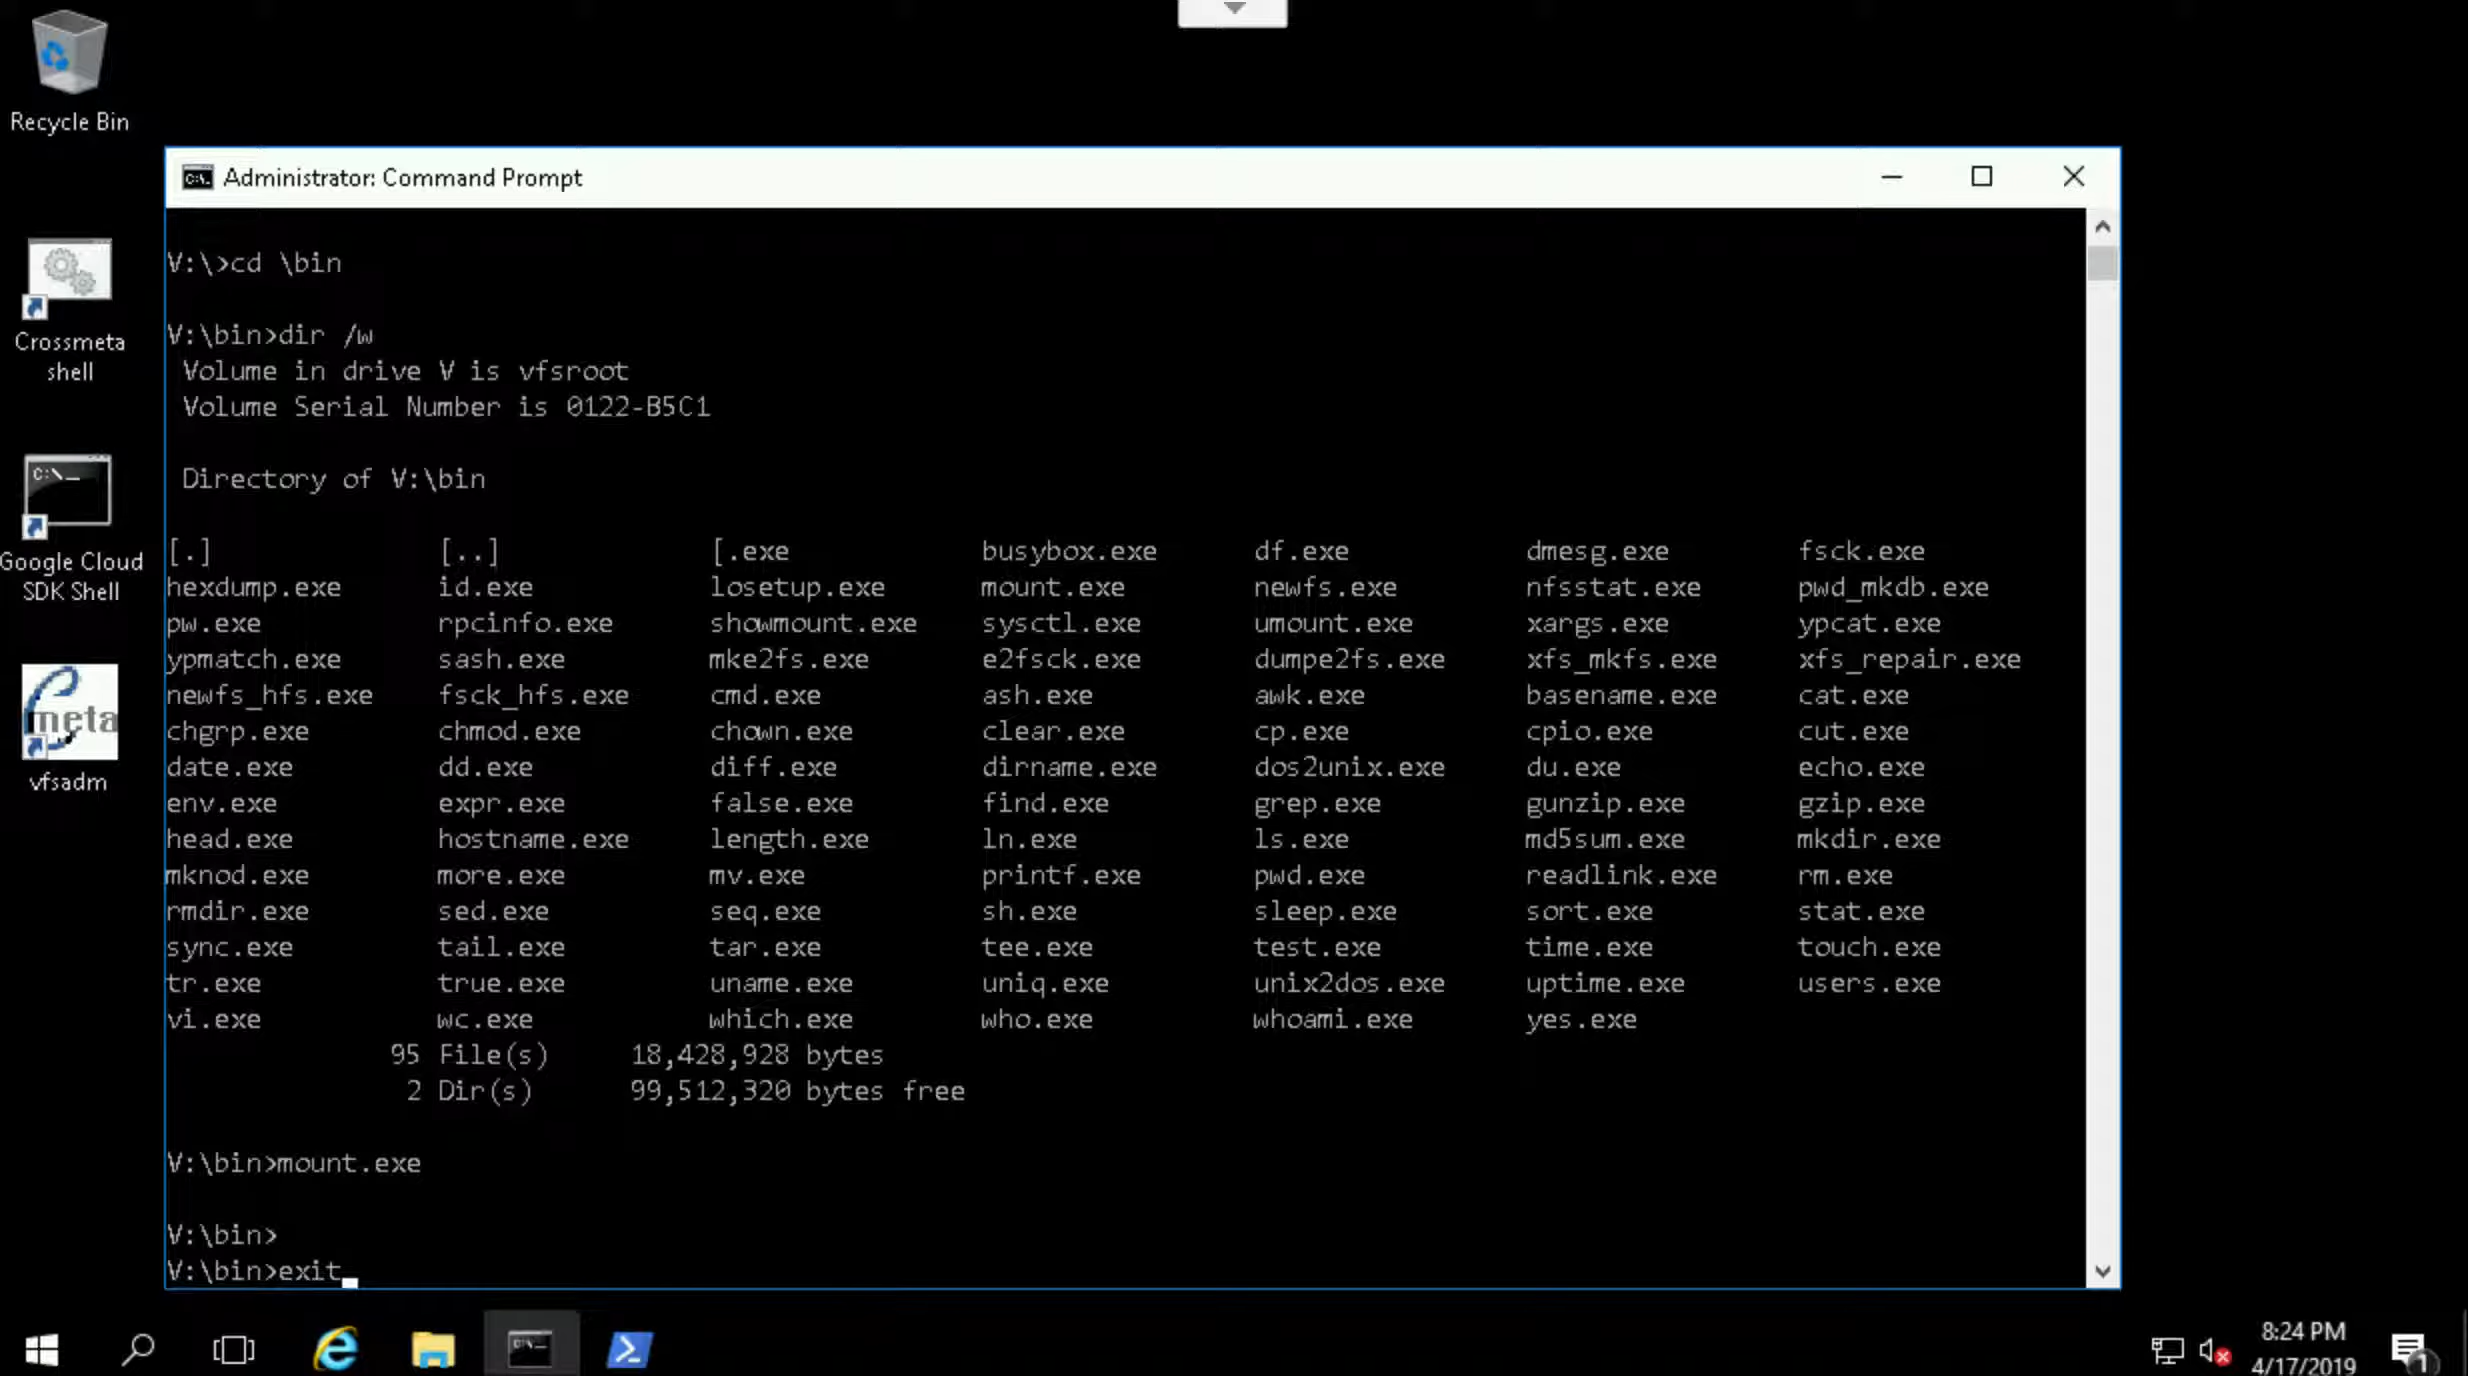 Recycle Bin
Crossmeta
shell
C:\_
Google Cloud
SDK Shell
meta
vfsadm
C:\. Administrator: Command Prompt
V:\>cd \bin
V:\bin>dir /w
Volume in drive V is vfsroot
Volume Serial Number is 0122-B5C1
Directory of V:\bin
[.] [..] [.exe busybox.exe df.exe dmesg.exe fsck.exe
hexdump.exe id.exe losetup.exe mount.exe newfs.exe nfsstat.exe pwd_mkdb.exe
pw.exe rpcinfo.exe showmount.exe sysctl.exe umount.exe xargs.exe ypcat.exe
ypmatch.exe sash.exe mke2fs.exe e2fsck.exe dumpe2fs.exe xfs_mkfs.exe xfs_repair.exe
newfs_hfs.exe fsck_hfs.exe cmd.exe ash.exe awk.exe basename.exe cat.exe
chgrp.exe chmod.exe chown.exe clear.exe cp.exe cpio.exe cut.exe
date.exe dd.exe diff.exe dirname.exe dos2unix.exe du.exe echo.exe
env.exe expr.exe false.exe find.exe grep.exe gunzip.exe gzip.exe
head.exe hostname.exe length.exe ln.exe ls.exe md5sum.exe mkdir.exe
mknod.exe more.exe mv.exe printf.exe pwd.exe readlink.exe rm.exe
rmdir.exe sed.exe seq.exe sh.exe sleep.exe sort.exe stat.exe
sync.exe tail.exe tar.exe tee.exe test.exe time.exe touch.exe
tr.exe true.exe uname.exe uniq.exe unix2dos.exe uptime.exe users.exe
vi.exe wc.exe which.exe who.exe whoami.exe yes.exe
95 File(s) 18,428,928 bytes
2 Dir(s) 99,512,320 bytes free
V:\bin>mount.exe
V:\bin>
V:\bin>exit
8:24 PM
4/17/2019
1